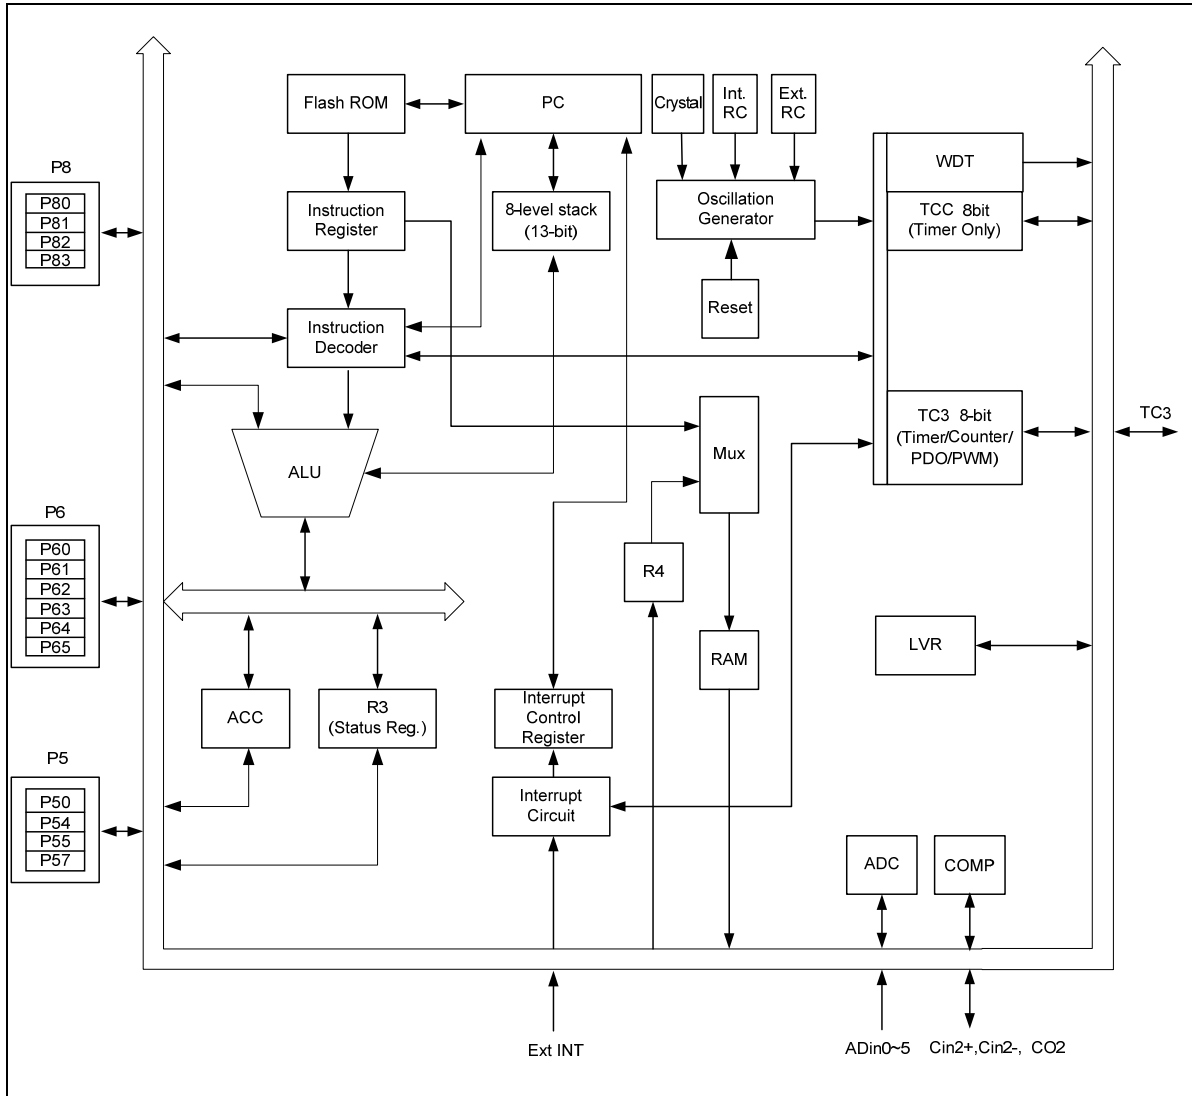 Flash ROM
PC
Crystal
Int.
RC
Ext.
RC
WDT
TCC 8bit
(Timer Only)
P8
P80
P81
P82
P83
Instruction
Register
8-level stack
(13-bit)
Oscillation
Generator
Reset
Instruction
Decoder
ALU
Mux
TC3 8-bit
(Timer/Counter/
PDO/PWM)
TC3
P6
P60
P61
P62
P63
P64
P65
R4
RAM
LVR
ACC
R3
(Status Reg.)
Interrupt
Control
Register
P5
P50
P54
P55
P57
Interrupt
Circuit
ADC
COMP
Ext INT
ADin0~5
Cin2+,Cin2-, CO2